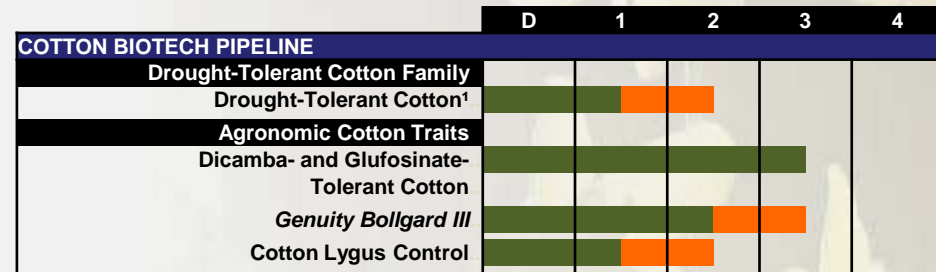 D 1 2 3 4
COTTON BIOTECH PIPELINE
Drought-Tolerant Cotton Family
Drought-Tolerant Cotton¹
Agronomic Cotton Traits
Dicamba- and Glufosinate-
Tolerant Cotton
Genuity Bollgard III
Cotton Lygus Control